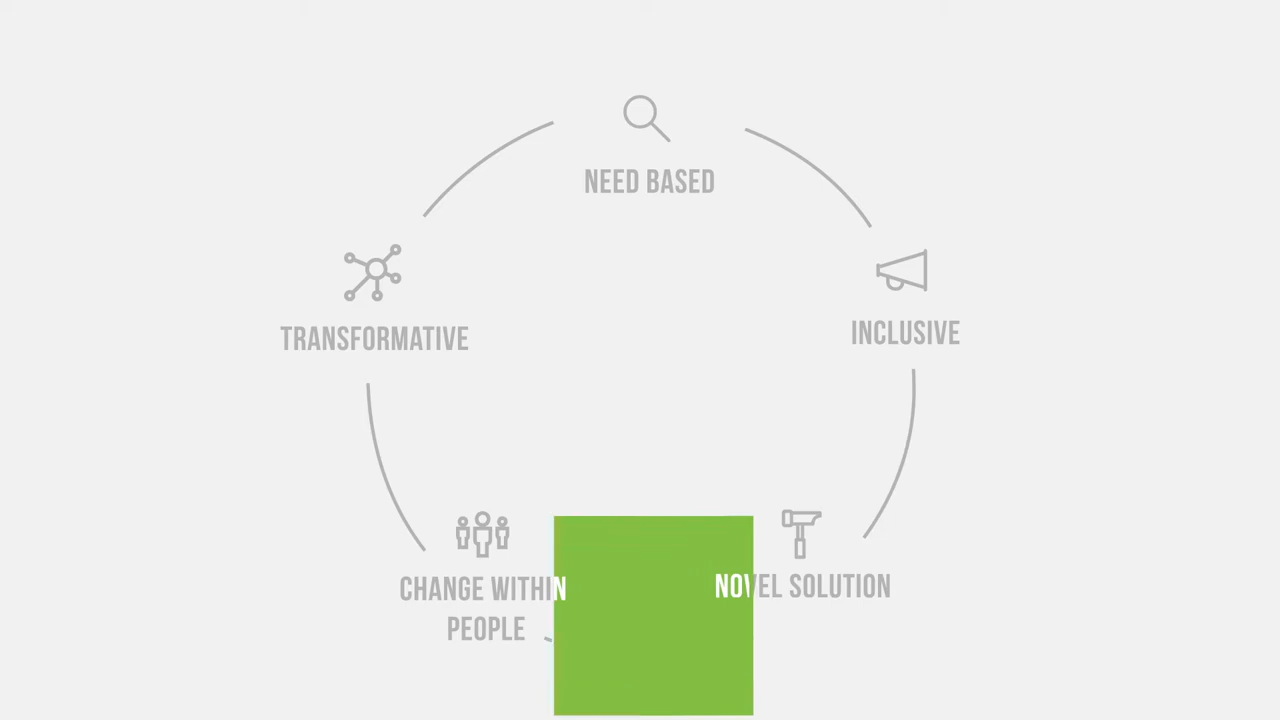 NEED BASED
TRANSFORMATIVE
INCLUSIVE
CHANGE WITHIN
PEOPLE
NOVEL SOLUTION